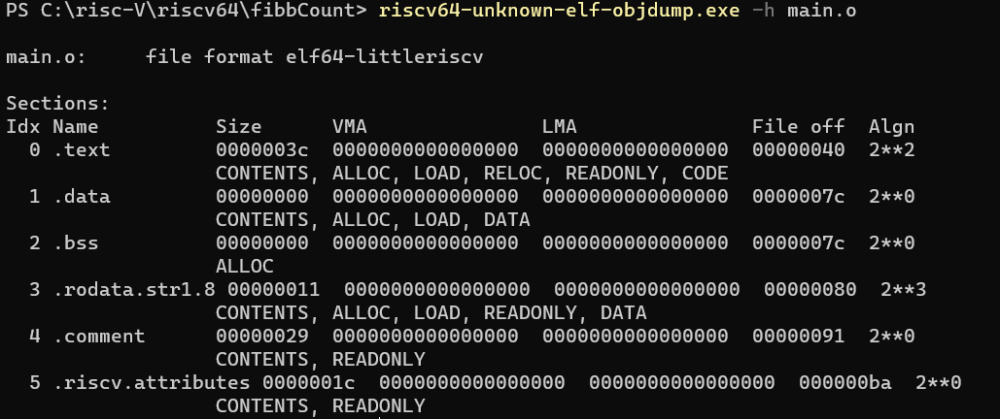 PS C:\risc-V\riscv64\fibbCount> riscv64-unknown-elf-objdump.exe -h main.o
main.o:     file format elf64-littleriscv
Sections:
Idx Name          Size      VMA               LMA               File off  Algn
  0 .text         0000003c  0000000000000000  0000000000000000  00000040  2**2
                  CONTENTS, ALLOC, LOAD, RELOC, READONLY, CODE
  1 .data         00000000  0000000000000000  0000000000000000  0000007c  2**0
                  CONTENTS, ALLOC, LOAD, DATA
  2 .bss          00000000  0000000000000000  0000000000000000  0000007c  2**0
                  ALLOC
  3 .rodata.str1.8 00000011  0000000000000000  0000000000000000  00000080  2**3
                  CONTENTS, ALLOC, LOAD, READONLY, DATA
  4 .comment      00000029  0000000000000000  0000000000000000  00000091  2**0
                  CONTENTS, READONLY
  5 .riscv.attributes 0000001c  0000000000000000  0000000000000000  000000ba  2**0
                  CONTENTS, READONLY